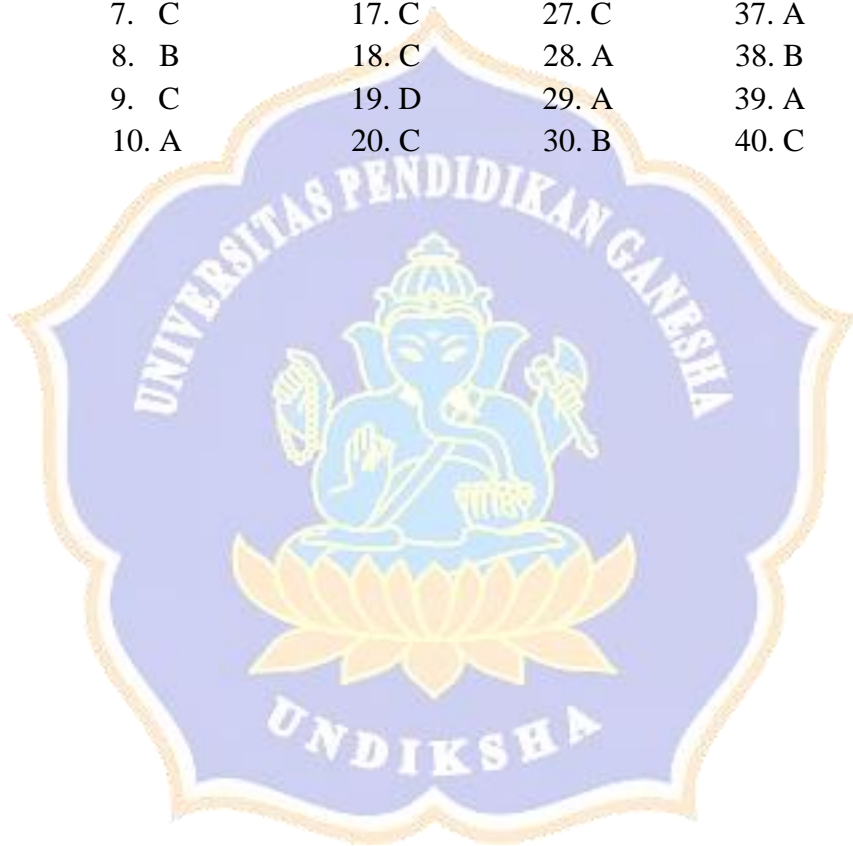 7. C 17. C 27. C 37. A
8. B 18. C 28. A 38. B
9. C 19. D 29. A 39. A
10. A 20. C 30. B 40. C
UNIVERSITAS PENDIDIKAN GANESHA
UNDIKSHA